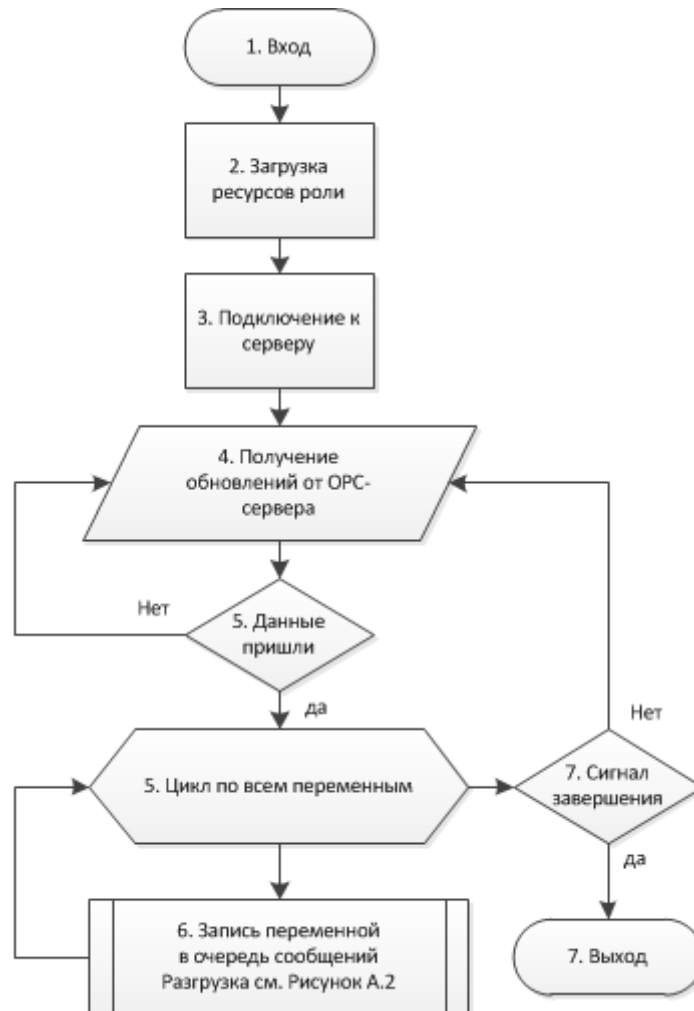 1. Вход
2. Загрузка
ресурсов роли
3. Подключение к
серверу
4. Получение
обновлений от OPC-
сервера
Нет
5. Данные
пришли
да
Нет
5. Цикл по всем переменным
7. Сигнал
завершения
да
6. Запись переменной
в очередь сообщений
Разгрузка см. Рисунок А.2
7. Выход